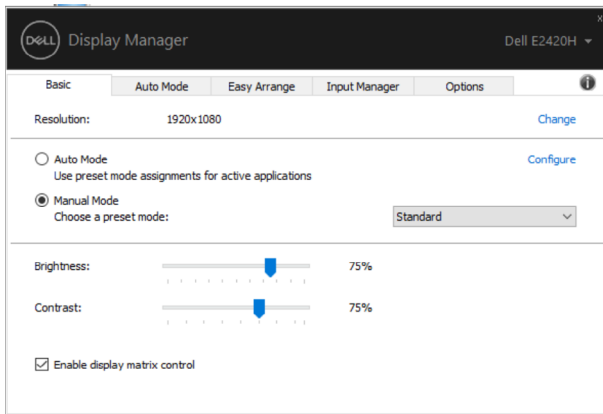 DELL Display Manager
Dell E2420H
x
Basic Auto Mode Easy Arrange Input Manager Options i
Resolution: 1920x1080 Change
Auto Mode Configure
Use preset mode assignments for active applications
Manual Mode
Choose a preset mode: Standard
Brightness: 75%
Contrast: 75%
Enable display matrix control